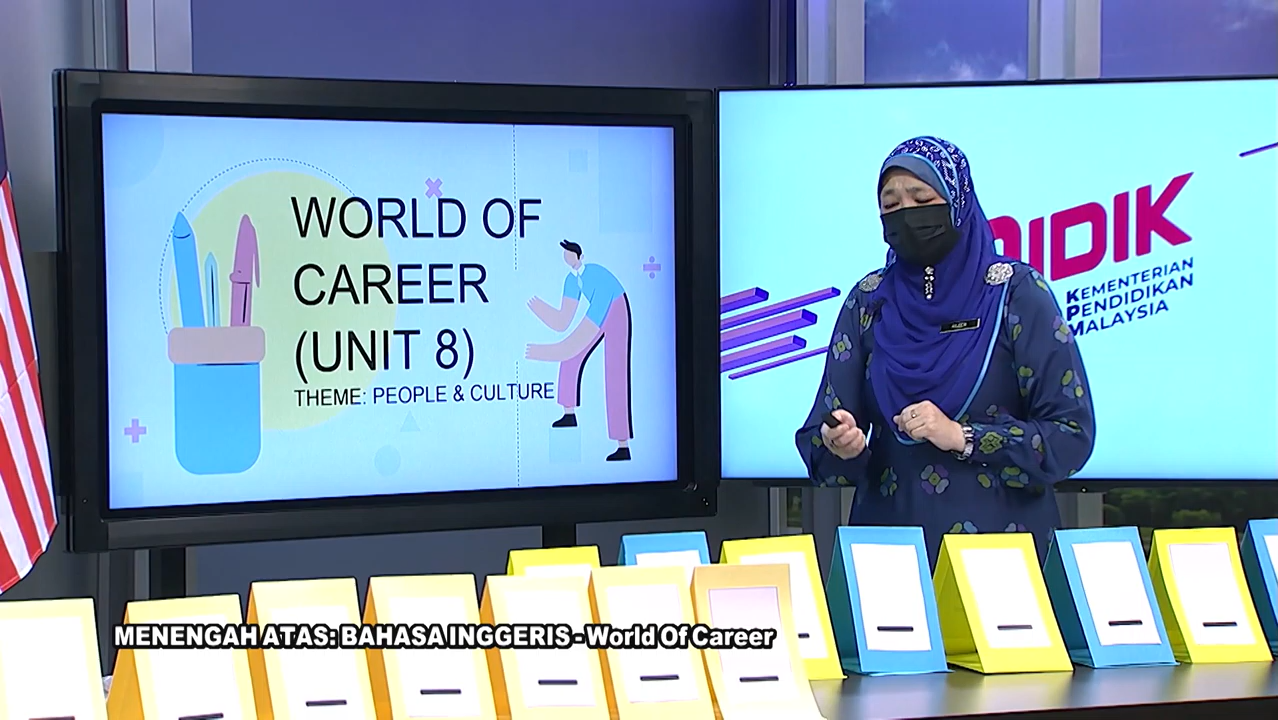 WORLD OF
CAREER
(UNIT 8)
THEME: PEOPLE & CULTURE
DIDIK
KEMENTERIAN
PENDIDIKAN
MALAYSIA
KPM
MENENGAH ATAS: BAHASA INGGERIS - World Of Career